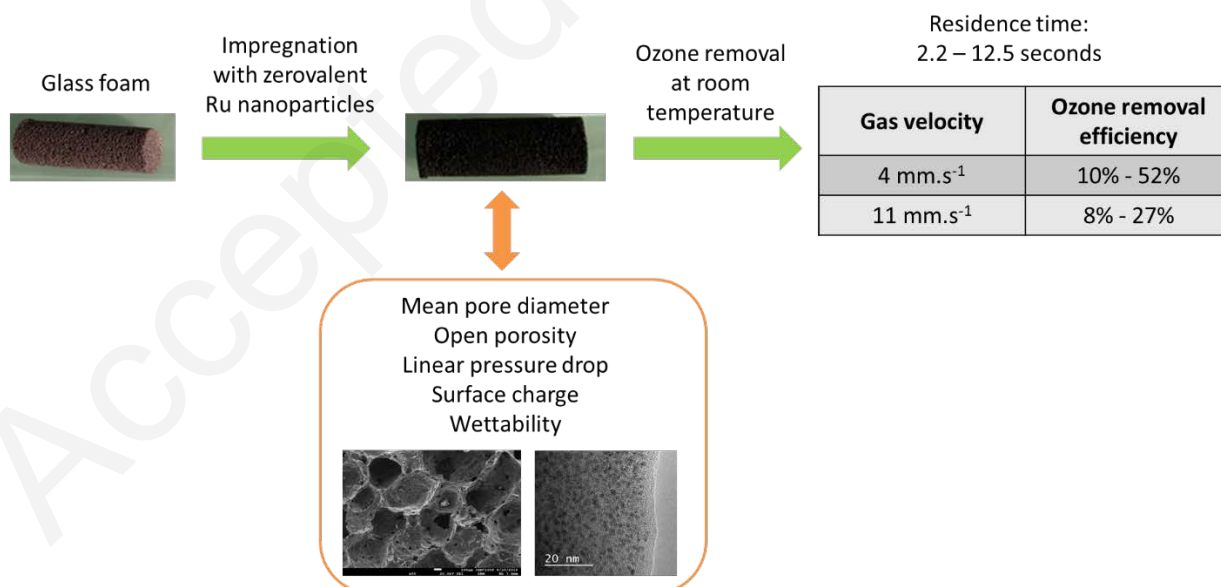 Glass foam
Impregnation
with zerovalent
Ru nanoparticles
Ozone removal
at room
temperature
Residence time:
2.2 – 12.5 seconds
Gas velocity
Ozone removal
efficiency
4 mm.s⁻¹
10% - 52%
11 mm.s⁻¹
8% - 27%
Mean pore diameter
Open porosity
Linear pressure drop
Surface charge
Wettability
20 nm
Accepted